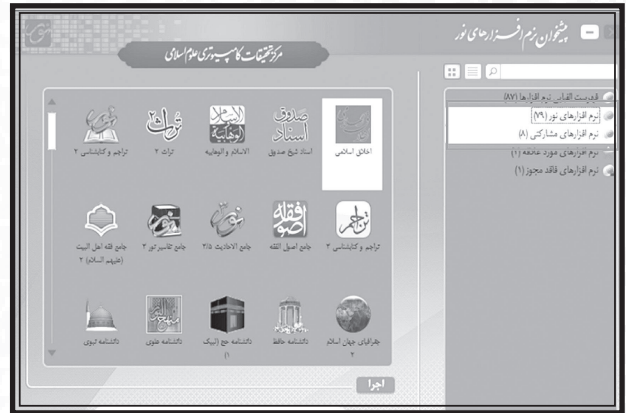 پیشخوان نرم افزارهای نور
مرکز تحقیقات کامپیوتری علوم اسلامی
فهرست الفبایی نرم افزارها (۸۷)
نرم افزارهای نور (۷۹)
نرم افزارهای مشارکتی (۸)
نرم افزارهای مورد علاقه (۱)
نرم افزارهای فاقد مجوز (۱)
اخلاق اسلامی
اسناد شیخ صدوق
الاسلام و الوهابیه
تراث ۲
تراجم و کتابشناسی ۲
تراجم و کتابشناسی ۳
جامع اصول الفقه
جامع الاحادیث ۳/۵
جامع تفاسیر نور ۳
جامع فقه اهل البیت (علیهم السلام) ۲
جغرافیای جهان اسلام ۲
دانشنامه حافظ
دانشنامه حج (لبیک ۱)
دانشنامه علوی
دانشنامه نبوی
اجرا